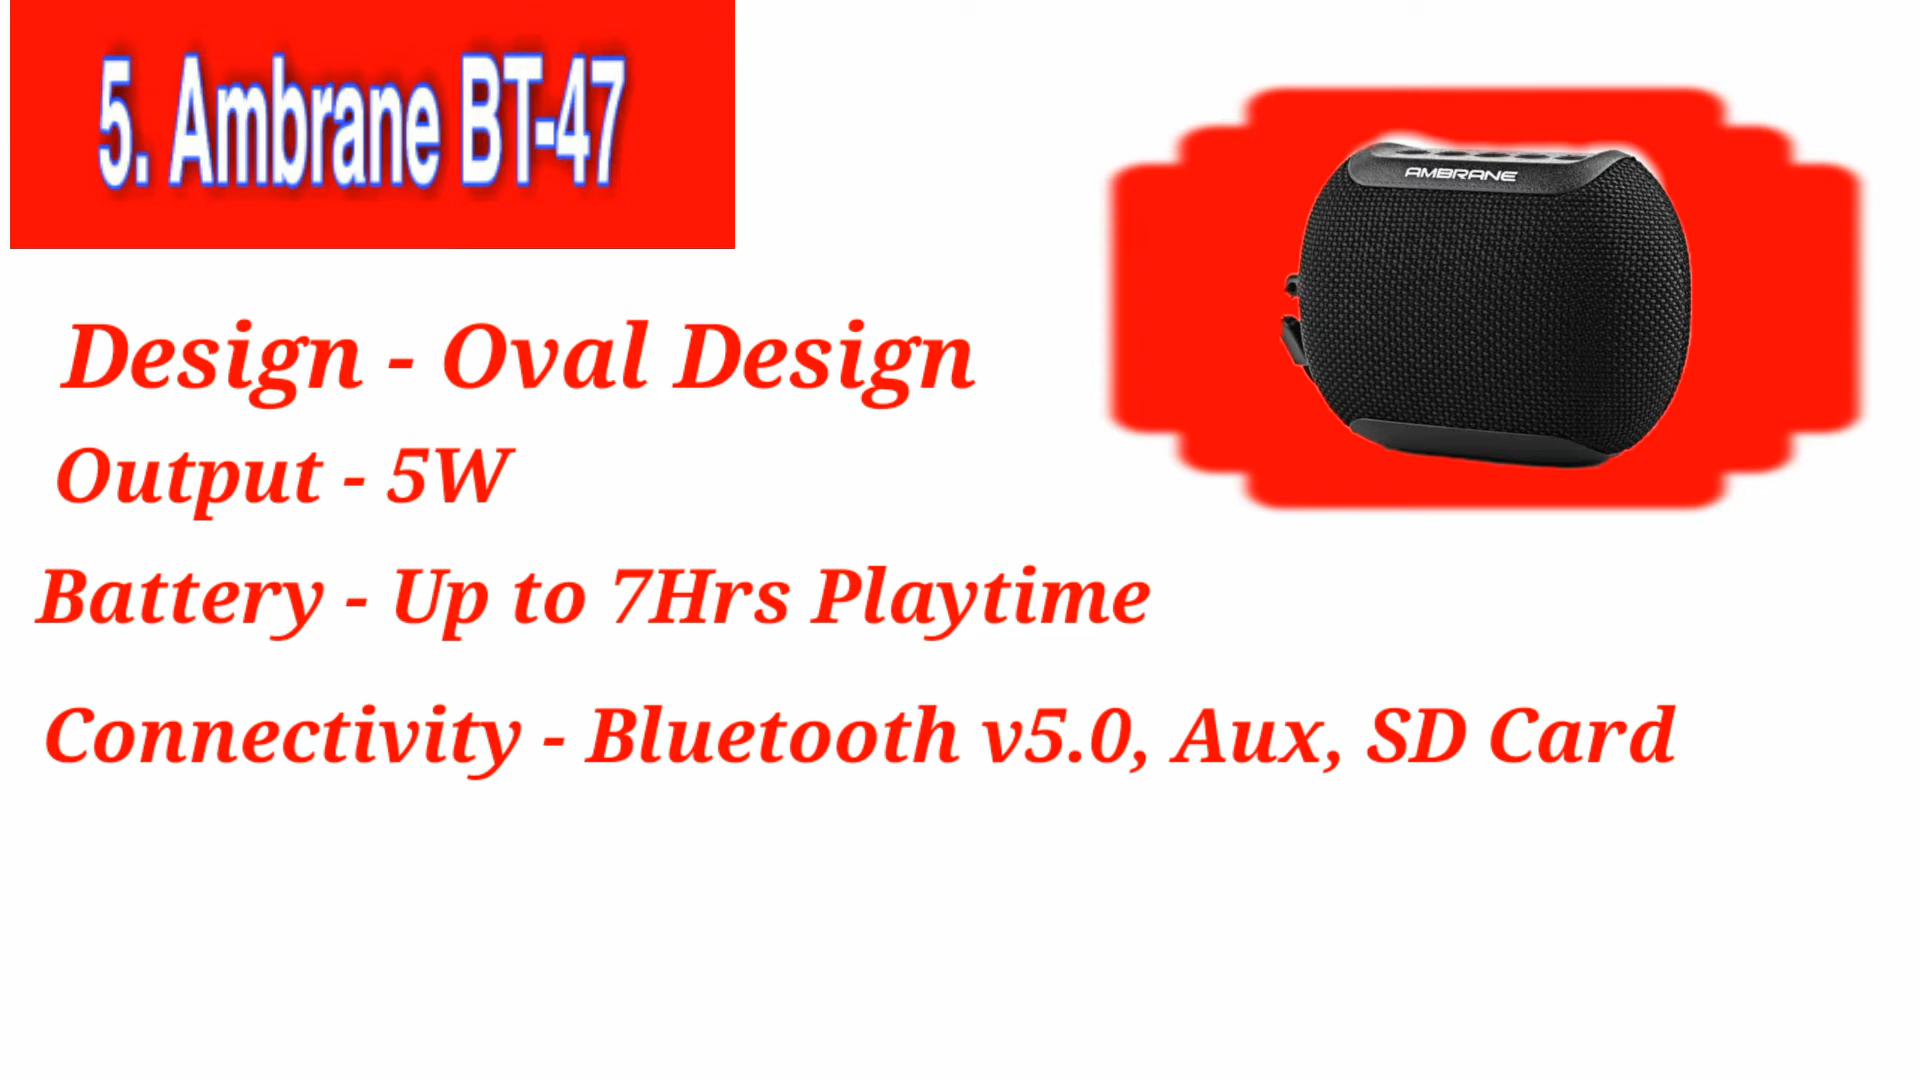 5. Ambrane BT-47
AMBRANE
Design - Oval Design
Output - 5W
Battery - Up to 7Hrs Playtime
Connectivity - Bluetooth v5.0, Aux, SD Card